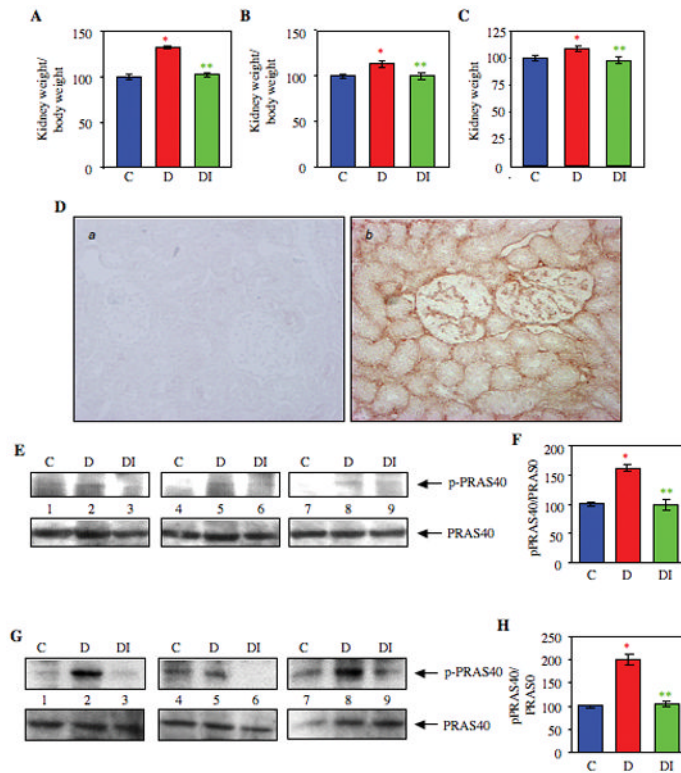 A
Kidney weight/
body weight
150
100
50
0
*
**
C D DI
B
Kidney weight/
body weight
150
100
50
0
*
**
C D DI
C
Kidney weight
125
100
75
50
25
0
*
**
C D DI
D
a
b
E
C D DI
C D DI
C D DI
p-PRAS40
1 2 3
4 5 6
7 8 9
PRAS40
F
pPRAS40/PRAS0
200
150
100
50
0
*
**
C D DI
G
C D DI
C D DI
C D DI
p-PRAS40
1 2 3
4 5 6
7 8 9
PRAS40
H
pPRAS40/
PRAS0
250
200
150
100
50
0
*
**
C D DI